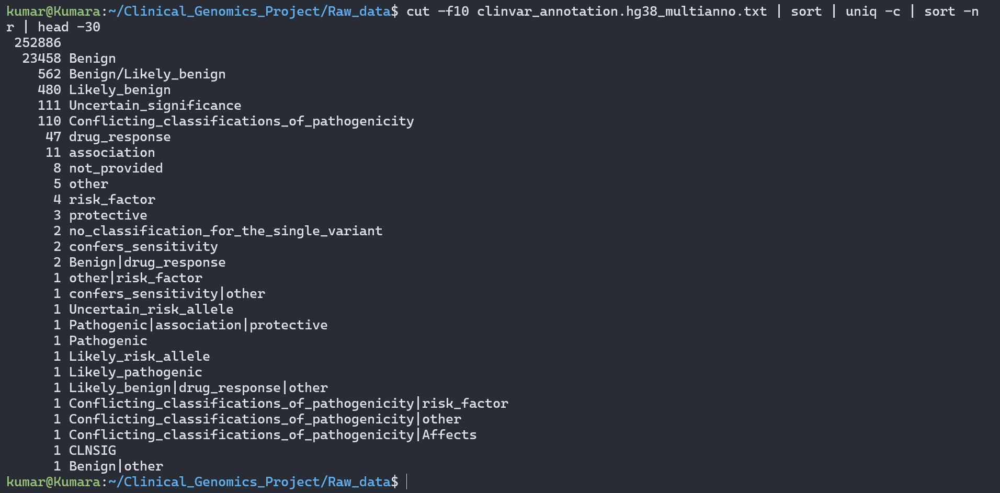 kumar@Kumara:~/Clinical_Genomics_Project/Raw_data$ cut -f10 clinvar_annotation.hg38_multianno.txt | sort | uniq -c | sort -n
r | head -30
 252886
  23458 Benign
    562 Benign/Likely_benign
    480 Likely_benign
    111 Uncertain_significance
    110 Conflicting_classifications_of_pathogenicity
     47 drug_response
     11 association
      8 not_provided
      5 other
      4 risk_factor
      3 protective
      2 no_classification_for_the_single_variant
      2 confers_sensitivity
      2 Benign|drug_response
      1 other|risk_factor
      1 confers_sensitivity|other
      1 Uncertain_risk_allele
      1 Pathogenic|association|protective
      1 Pathogenic
      1 Likely_risk_allele
      1 Likely_pathogenic
      1 Likely_benign|drug_response|other
      1 Conflicting_classifications_of_pathogenicity|risk_factor
      1 Conflicting_classifications_of_pathogenicity|other
      1 Conflicting_classifications_of_pathogenicity|Affects
      1 CLNSIG
      1 Benign|other
kumar@Kumara:~/Clinical_Genomics_Project/Raw_data$